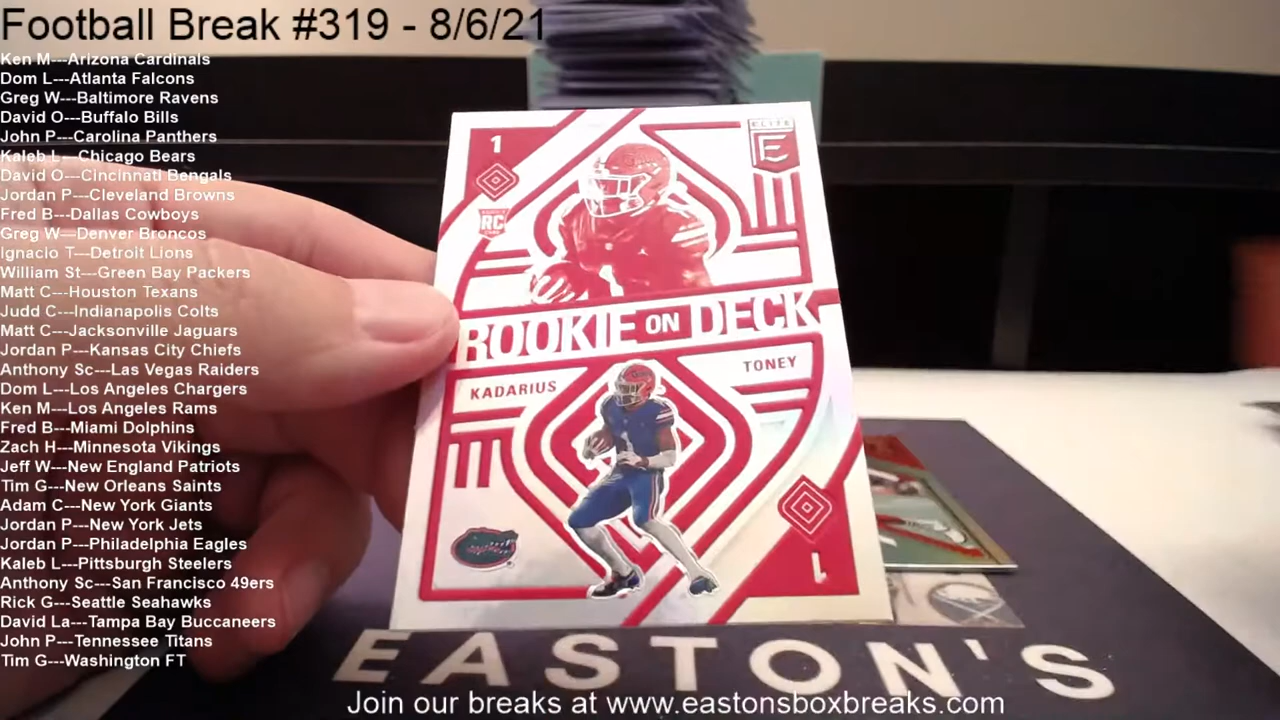 Football Break #319 - 8/6/21
Ken M---Arizona Cardinals
Dom L---Atlanta Falcons
Greg W---Baltimore Ravens
David O---Buffalo Bills
John P---Carolina Panthers
Kaleb L---Chicago Bears
David O---Cincinnati Bengals
Jordan P---Cleveland Browns
Fred B---Dallas Cowboys
Greg W---Denver Broncos
Ignacio T---Detroit Lions
William St---Green Bay Packers
Matt C---Houston Texans
Judd C---Indianapolis Colts
Matt C---Jacksonville Jaguars
Jordan P---Kansas City Chiefs
Anthony Sc---Las Vegas Raiders
Dom L---Los Angeles Chargers
Ken M---Los Angeles Rams
Fred B---Miami Dolphins
Zach H---Minnesota Vikings
Jeff W---New England Patriots
Tim G---New Orleans Saints
Adam C---New York Giants
Jordan P---New York Jets
Jordan P---Philadelphia Eagles
Kaleb L---Pittsburgh Steelers
Anthony Sc---San Francisco 49ers
Rick G---Seattle Seahawks
David La---Tampa Bay Buccaneers
John P---Tennessee Titans
Tim G---Washington FT
1
ELITE
E
RC
ROOKIE ON DECK
KADARIUS
TONEY
1
EASTON'S
Join our breaks at www.eastonsboxbreaks.com